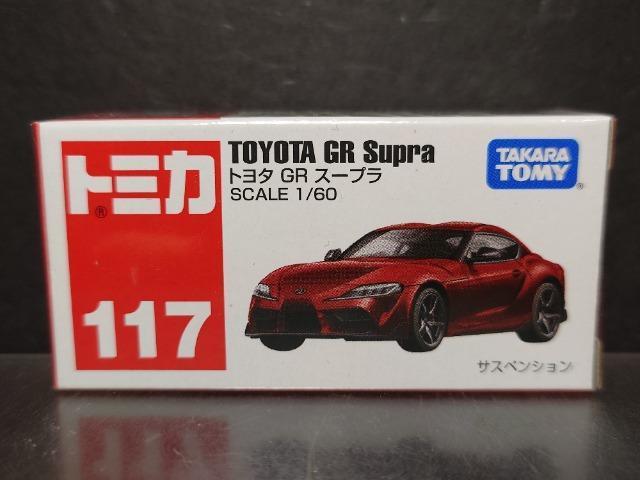 トミカ
®
117
TOYOTA GR Supra
トヨタ GR スープラ
SCALE 1/60
TAKARA
TOMY
®
サスペンション